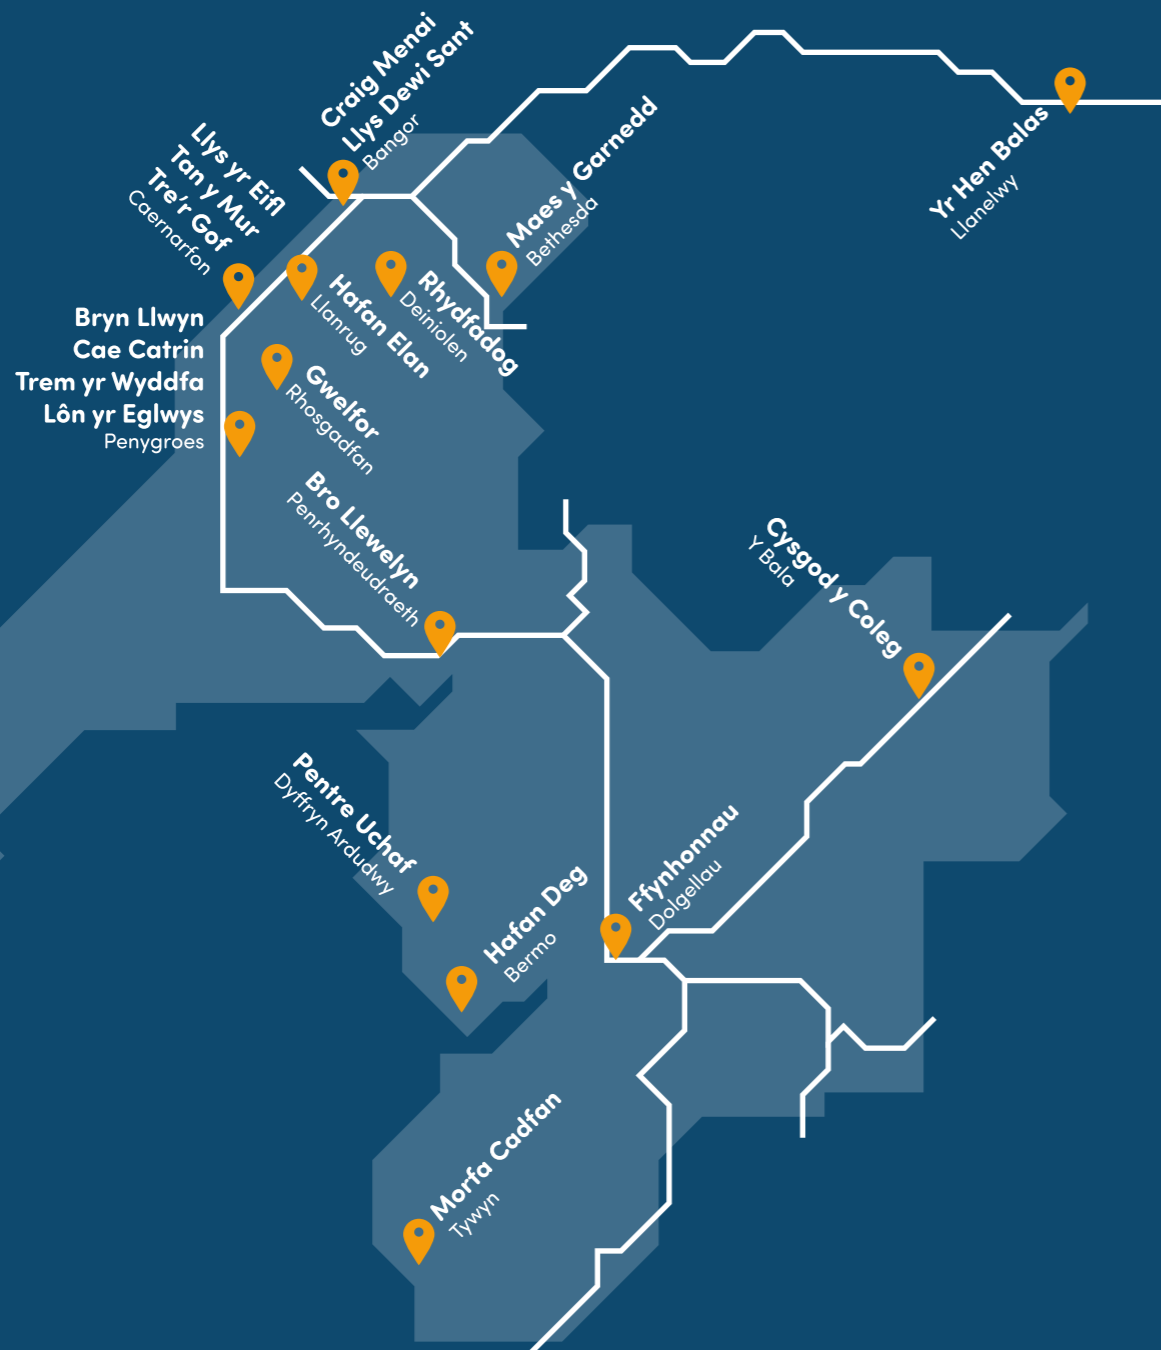 Craig Menai
Llys Dewi Sant
Bangor
Llys yr Eifl
Tan y Mur
Tre'r Gof
Caernarfon
Maes y Garnedd
Bethesda
Yr Hen Balas
Llanelwy
Hafan Elan
Llanrug
Rhydfadog
Deiniolen
Bryn Llwyn
Cae Catrin
Trem yr Wyddfa
Lôn yr Eglwys
Penygroes
Gwelfor
Rhosgadfan
Bro Llewelyn
Penrhyndeudraeth
Cysgod y Coleg
Y Bala
Pentre Uchaf
Dyffryn Ardudwy
Hafan Deg
Bermo
Ffynhonnau
Dolgellau
Morfa Cadfan
Tywyn